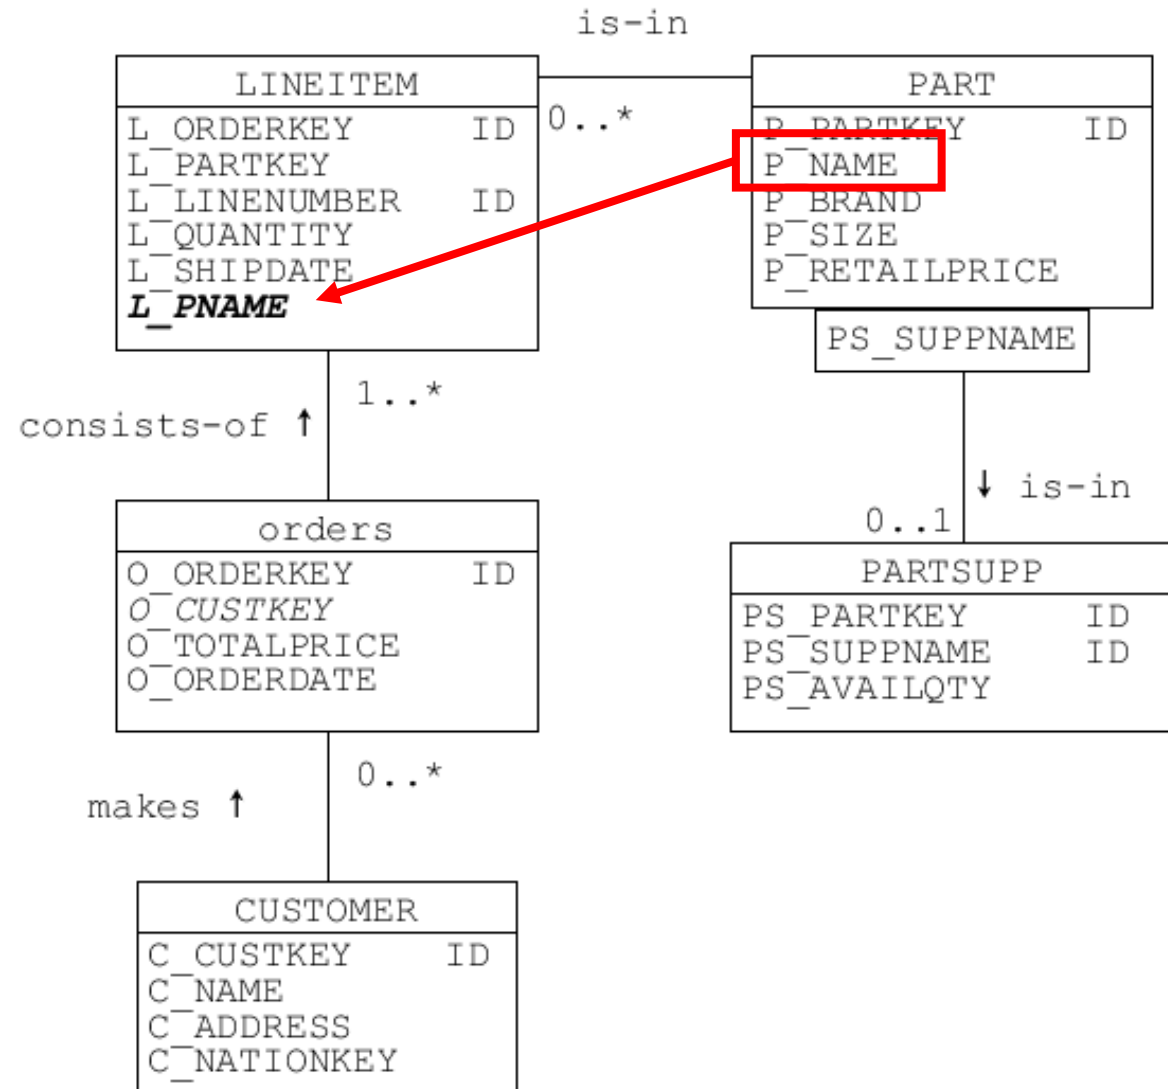 is-in
LINEITEM
L_ORDERKEY ID
L_PARTKEY
L_LINENUMBER ID
L_QUANTITY
L_SHIPDATE
L_PNAME
0..*
PART
P_PARTKEY ID
P_NAME
P_BRAND
P_SIZE
P_RETAILPRICE
PS_SUPPNAME
1..*
consists-of ↑
↓ is-in
0..1
orders
O_ORDERKEY ID
O_CUSTKEY
O_TOTALPRICE
O_ORDERDATE
PARTSUPP
PS_PARTKEY ID
PS_SUPPNAME ID
PS_AVAILQTY
0..*
makes ↑
CUSTOMER
C_CUSTKEY ID
C_NAME
C_ADDRESS
C_NATIONKEY